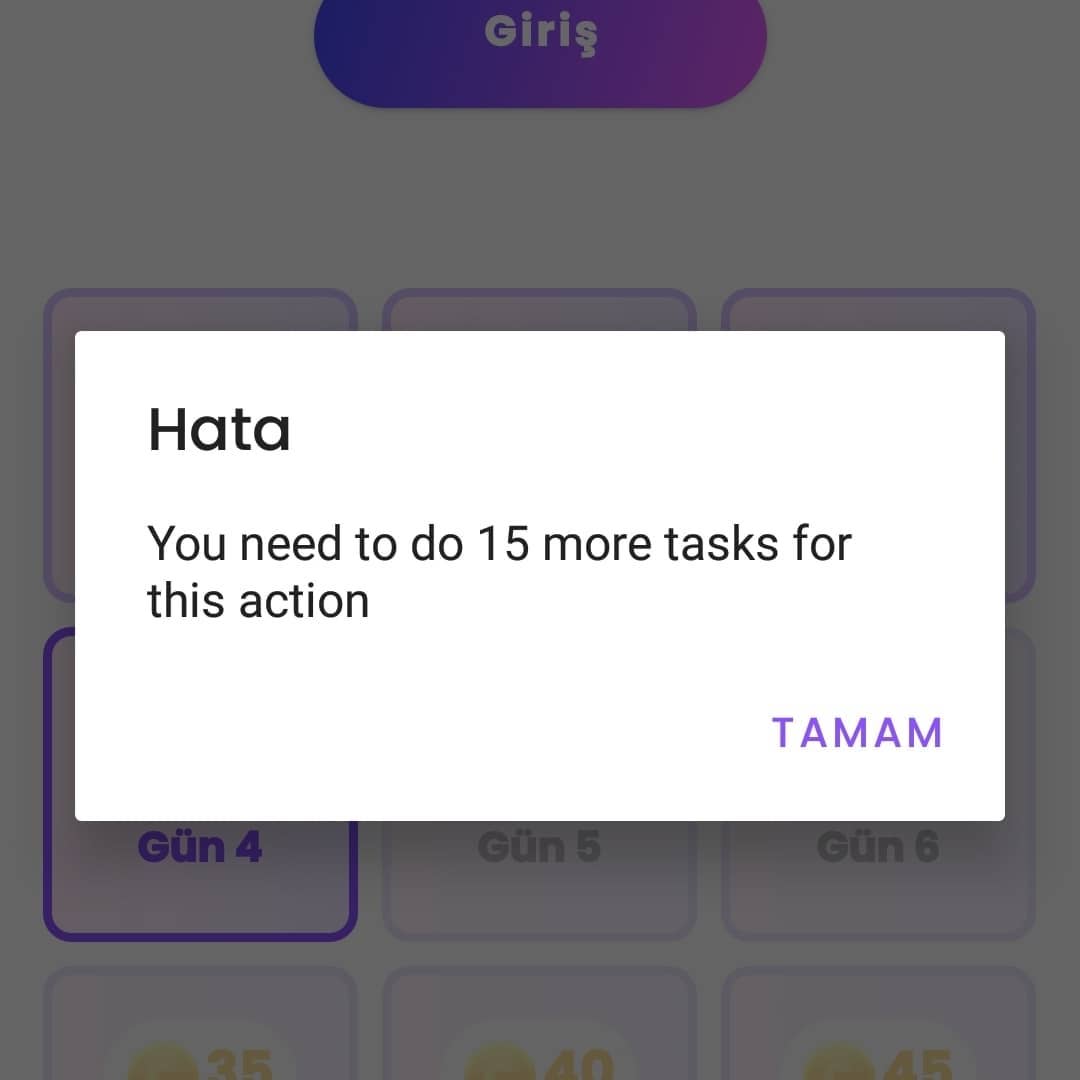 Giriş
Hata
You need to do 15 more tasks for
this action
TAMAM
Gün 4
Gün 5
Gün 6
35
40
45